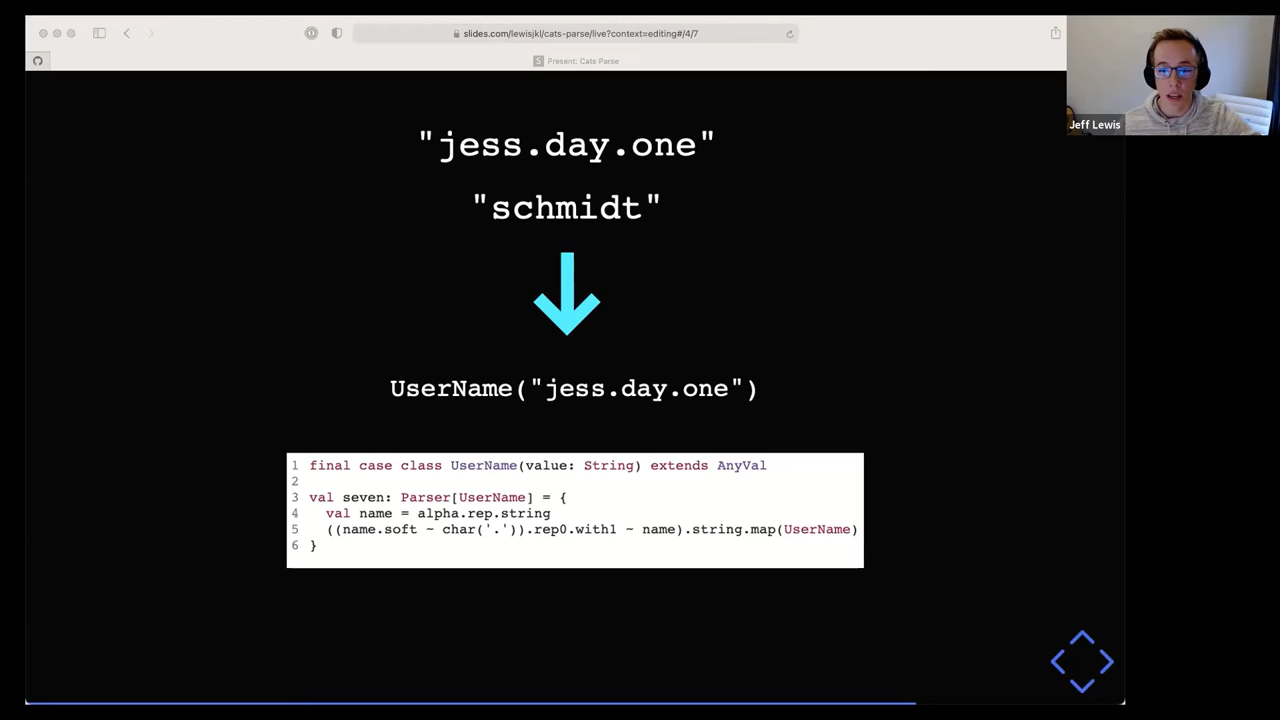 slides.com/lewisjkl/cats-parse/live?context=editing#/4/7
S Present: Cats Parse
Jeff Lewis
"jess.day.one"
"schmidt"
UserName("jess.day.one")
1 final case class UserName(value: String) extends AnyVal
2
3 val seven: Parser[UserName] = {
4 val name = alpha.rep.string
5 ((name.soft ~ char('.')).rep0.with1 ~ name).string.map(UserName)
6 }